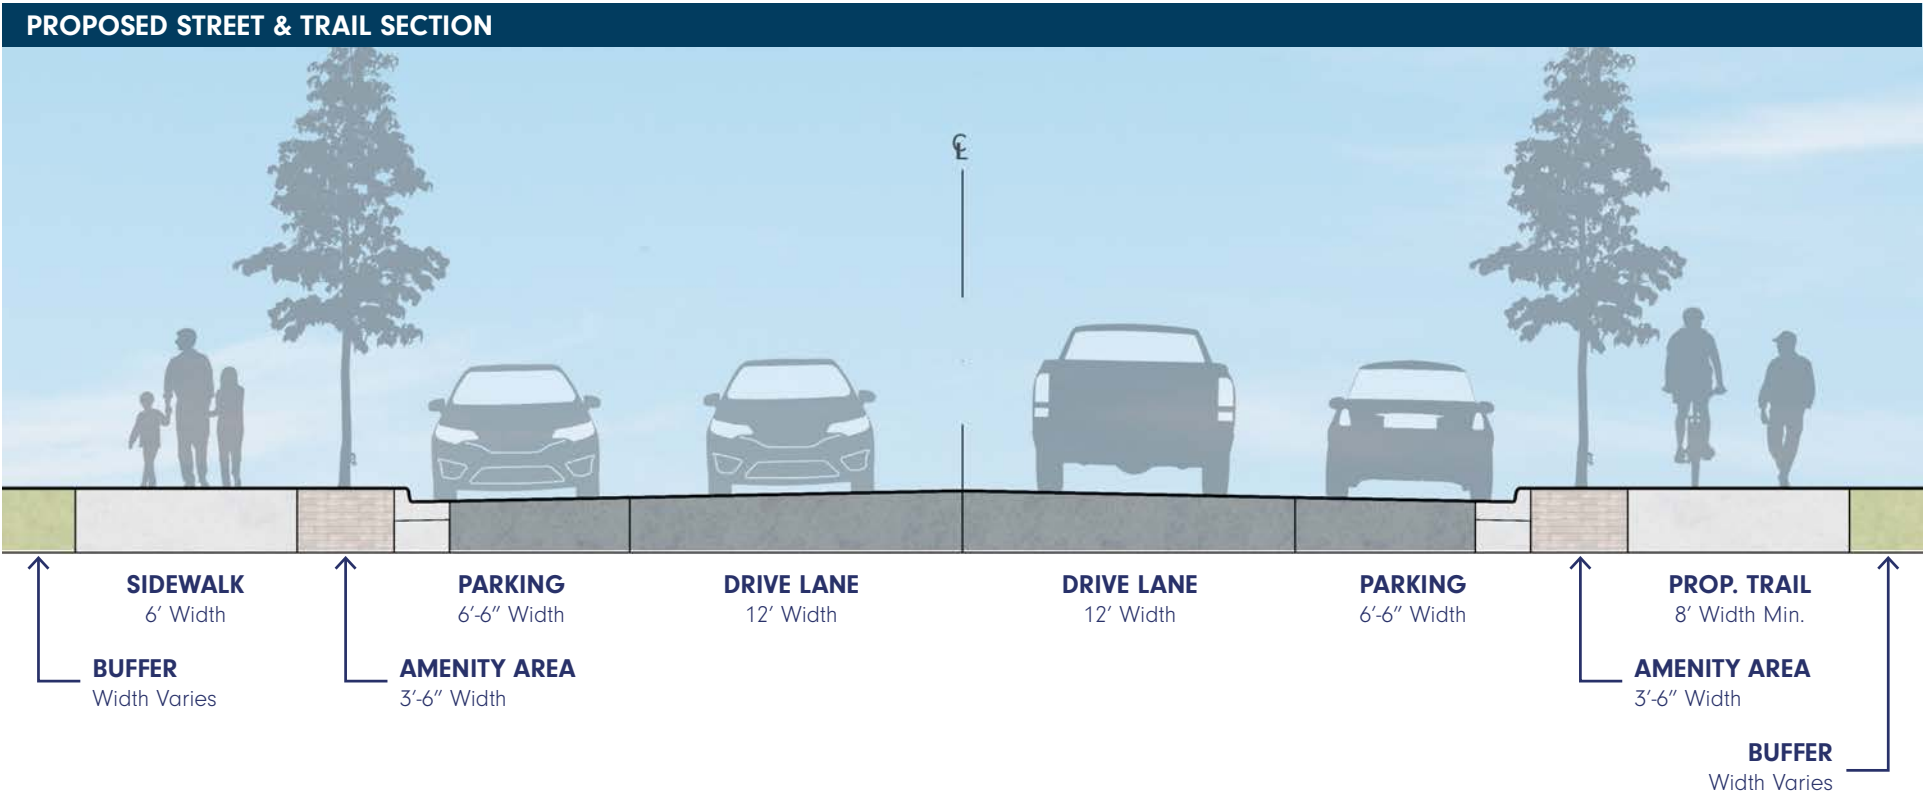 PROPOSED STREET & TRAIL SECTION
℄
SIDEWALK
6′ Width
PARKING
6′-6″ Width
DRIVE LANE
12′ Width
DRIVE LANE
12′ Width
PARKING
6′-6″ Width
PROP. TRAIL
8′ Width Min.
BUFFER
Width Varies
AMENITY AREA
3′-6″ Width
AMENITY AREA
3′-6″ Width
BUFFER
Width Varies